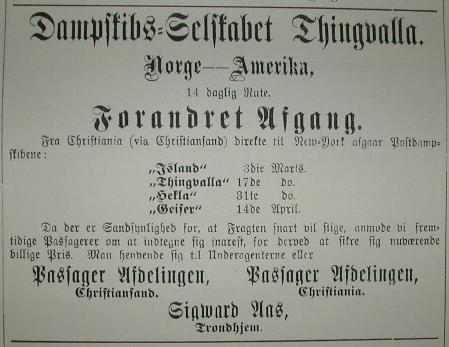 Dampskibs-Selskabet Thingvalla.
Norge—Amerika,
14 daglig Rute.
Forandret Afgang.
Fra Christiania (via Christiansand) direkte til New-York afgaar Postdamp-
skibene:
„Island" 3die Marts.
„Thingvalla" 17de do.
„Hekla" 31te do.
„Geiser" 14de April.
Da der er Sandsynlighed for, at Fragten snart vil stige, anmode vi frem-
tidige Passagerer om at indtegne sig snarest, for derved at sikre sig nuværende
billige Pris. Man henvende sig til Underagenterne eller
Passager Afdelingen, Passager Afdelingen,
Christiansand. Christiania.
Sigward Aas,
Trondhjem.